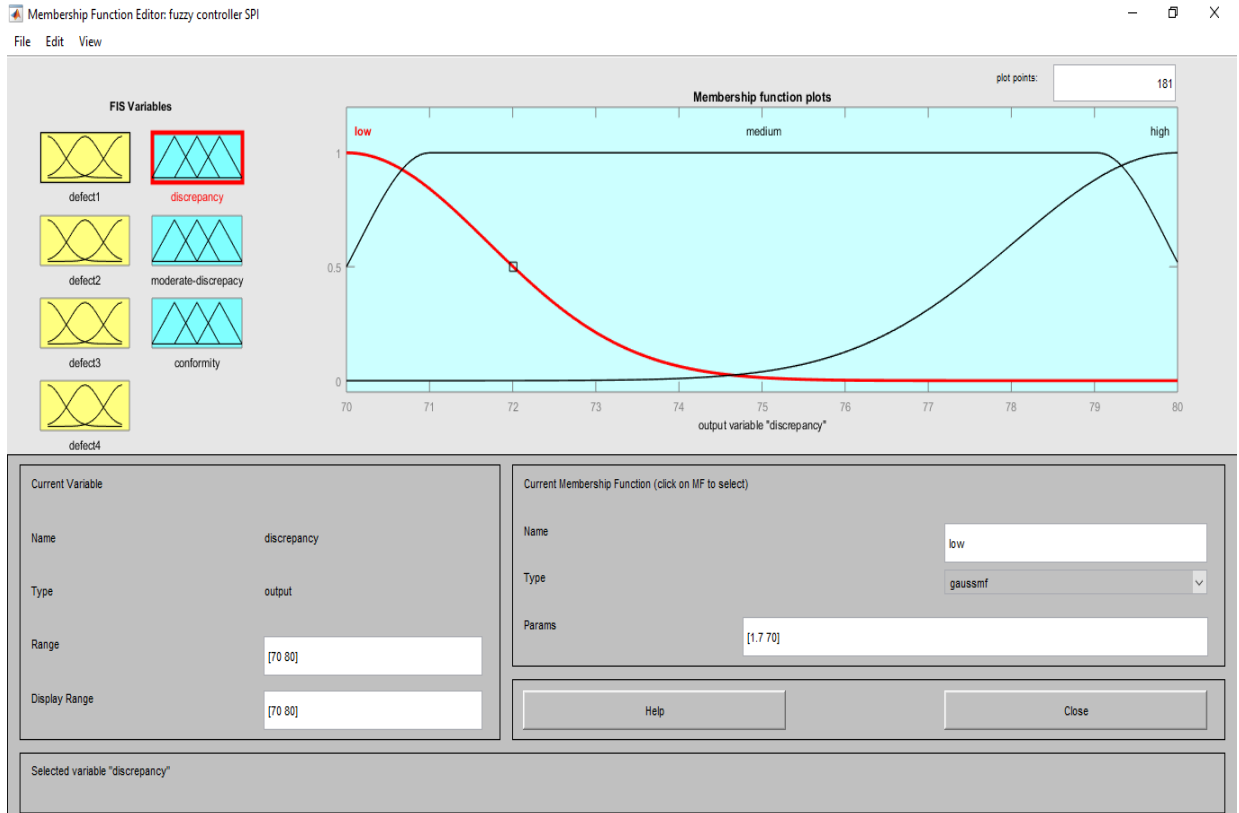 Membership Function Editor: fuzzy controller SPI
File Edit View
plot points: 181
FIS Variables
Membership function plots
defect1
discrepancy
defect2
moderate-discrepacy
defect3
conformity
defect4
low medium high
1
0.5
0
70 71 72 73 74 75 76 77 78 79 80
output variable "discrepancy"
Current Variable
Name discrepancy
Type output
Range [70 80]
Display Range [70 80]
Current Membership Function (click on MF to select)
Name low
Type gaussmf
Params [1.7 70]
Help Close
Selected variable "discrepancy"